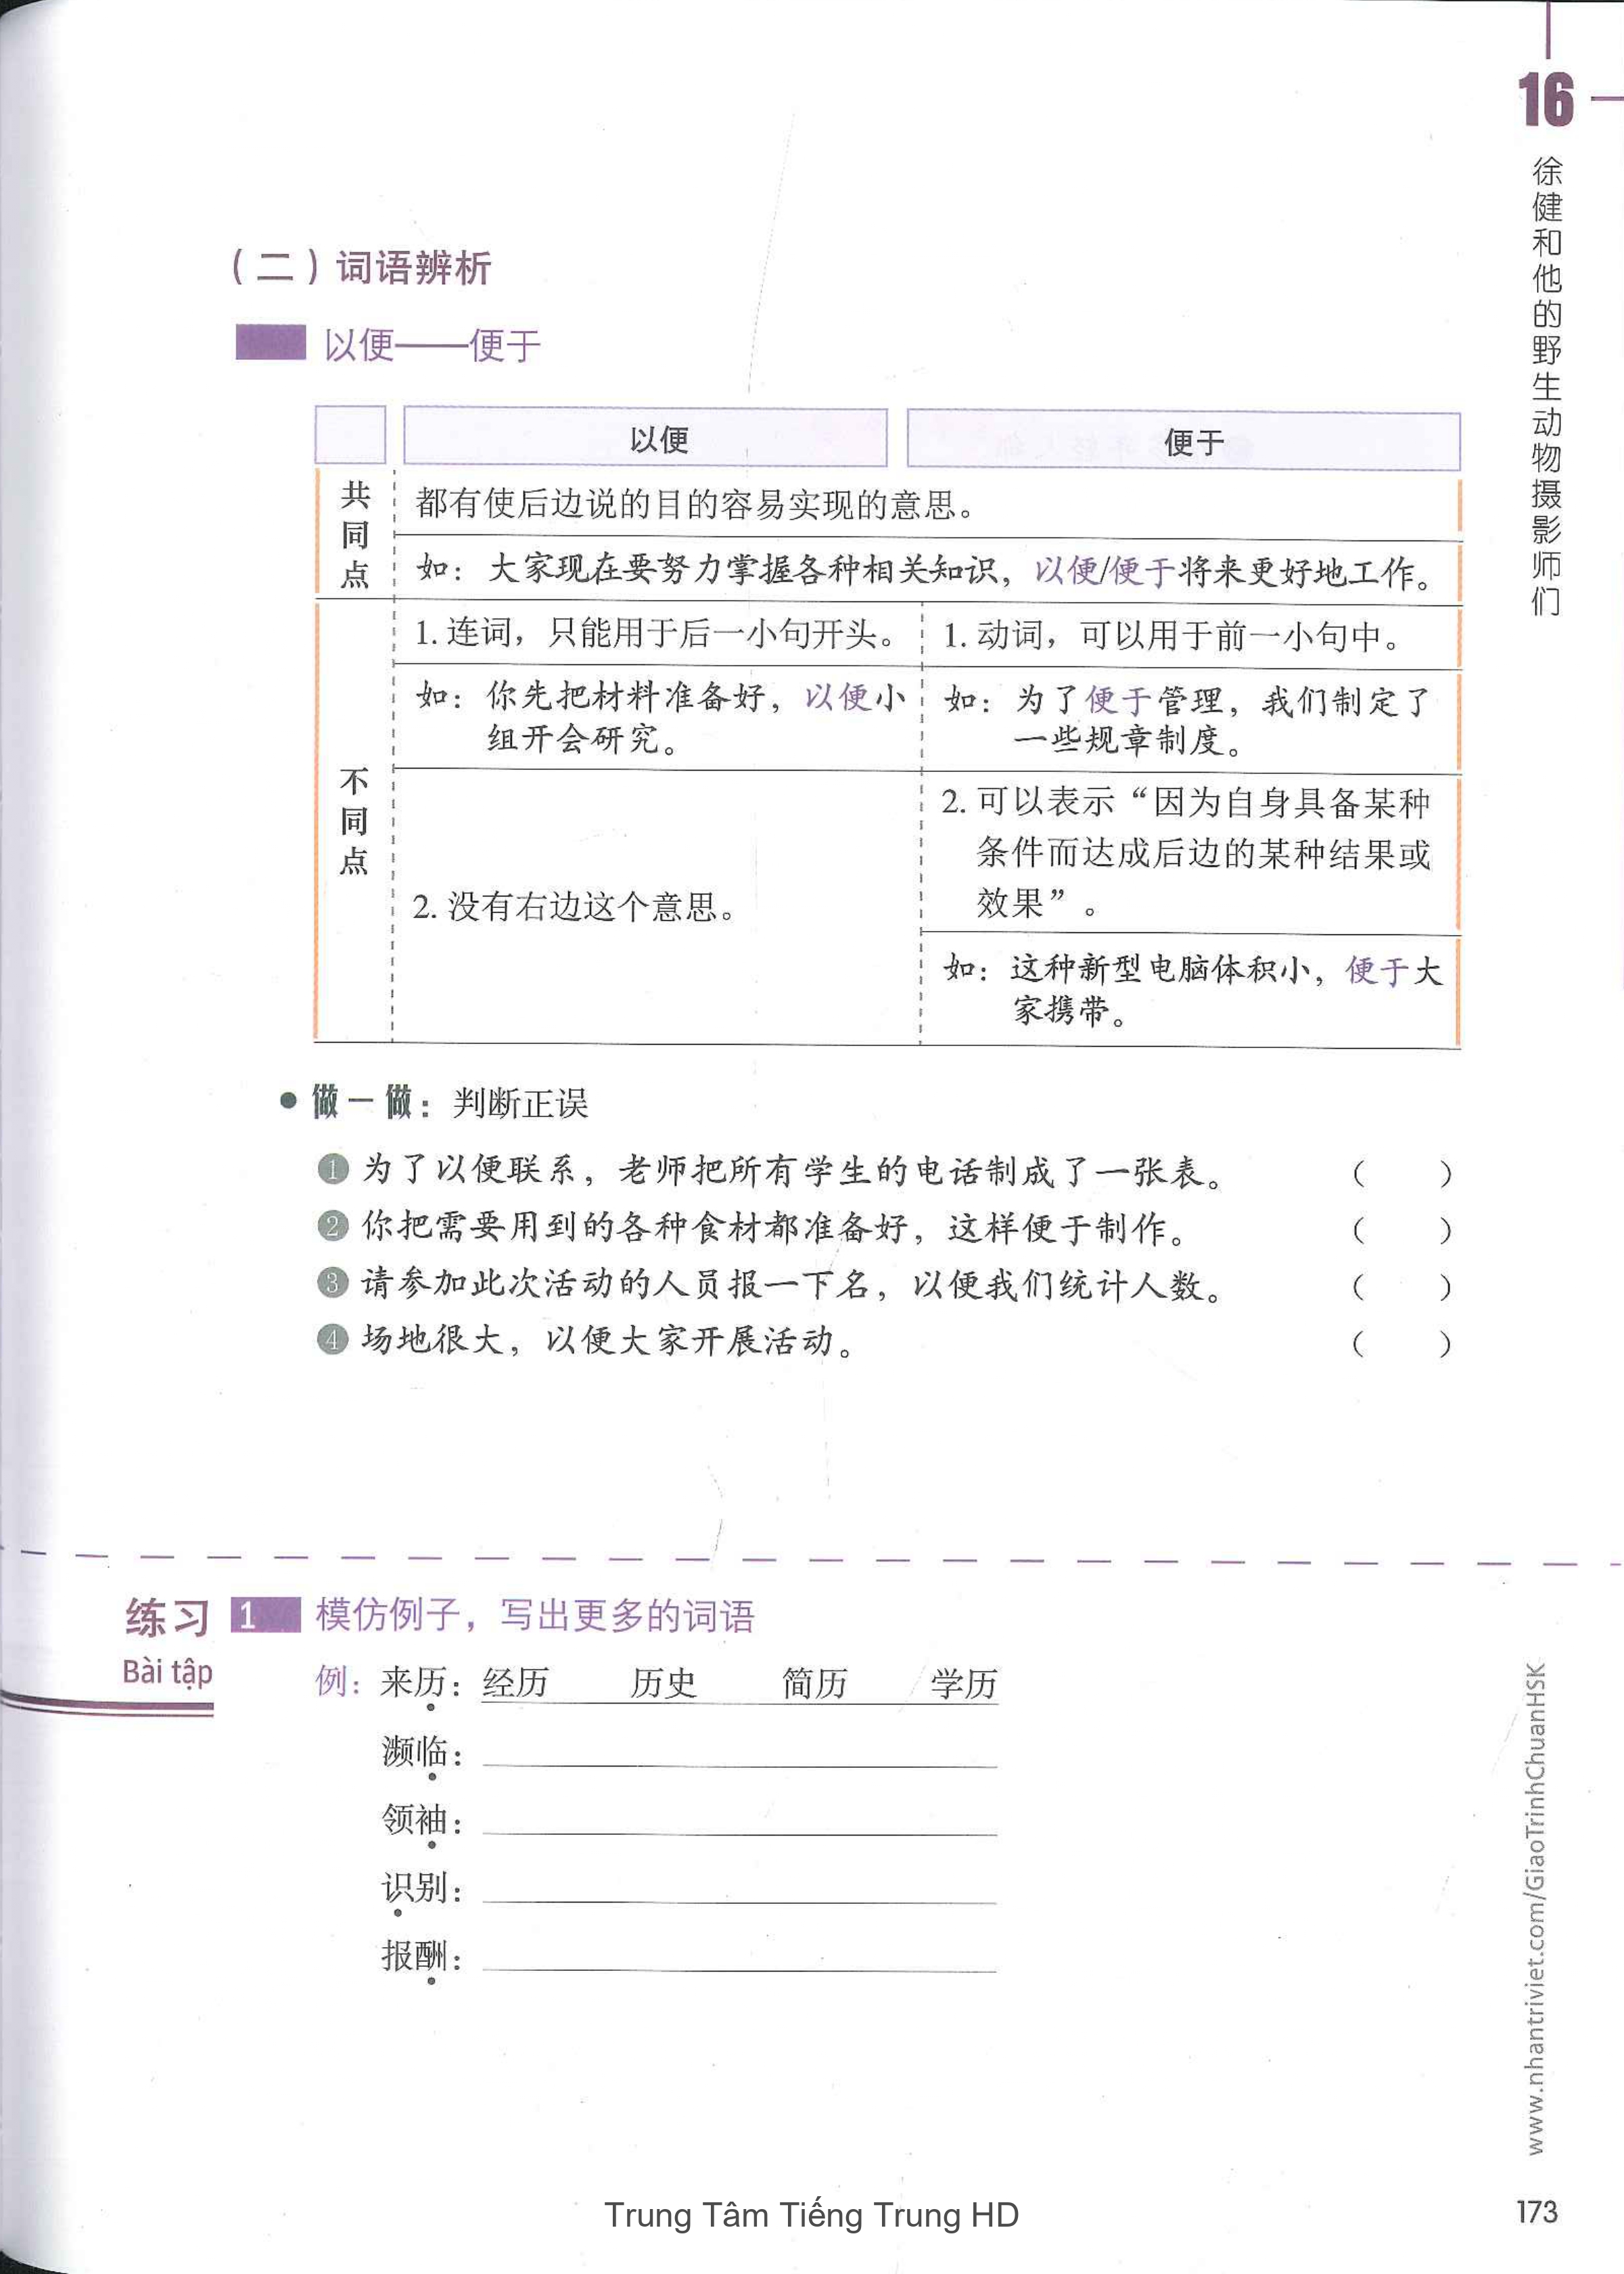 16
徐健和他的野生动物摄影师们
（二）词语辨析
以便——便于
以便
便于
共同点
都有使后边说的目的容易实现的意思。
如：大家现在要努力掌握各种相关知识，以便/便于将来更好地工作。
不同点
1. 连词，只能用于后一小句开头。
1. 动词，可以用于前一小句中。
如：你先把材料准备好，以便小
组开会研究。
如：为了便于管理，我们制定了
一些规章制度。
2. 没有右边这个意思。
2. 可以表示“因为自身具备某种
条件而达成后边的某种结果或
效果”。
如：这种新型电脑体积小，便于大
家携带。
• 做一做：判断正误
1 为了以便联系，老师把所有学生的电话制成了一张表。 （ ）
2 你把需要用到的各种食材都准备好，这样便于制作。 （ ）
3 请参加此次活动的人员报一下名，以便我们统计人数。 （ ）
4 场地很大，以便大家开展活动。 （ ）
练习
Bài tập
1 模仿例子，写出更多的词语
例：来历：经历 历史 简历 学历
濒临：
领袖：
识别：
报酬：
www.nhantriviet.com/GiaoTrinhChuanHSK
Trung Tâm Tiếng Trung HD
173